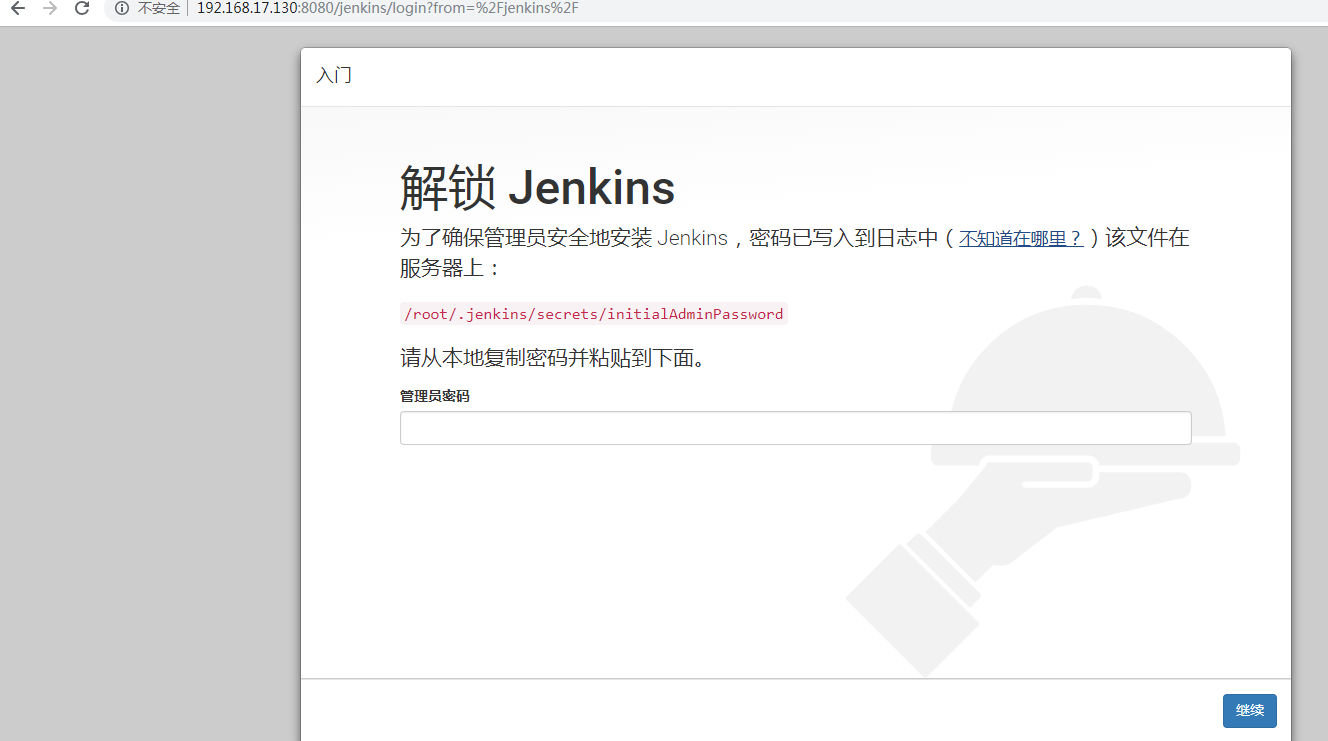 不安全 192.168.17.130:8080/jenkins/login?from=%2Fjenkins%2F
入门
解锁 Jenkins
为了确保管理员安全地安装 Jenkins，密码已写入到日志中（不知道在哪里？）该文件在
服务器上：
/root/.jenkins/secrets/initialAdminPassword
请从本地复制密码并粘贴到下面。
管理员密码
继续